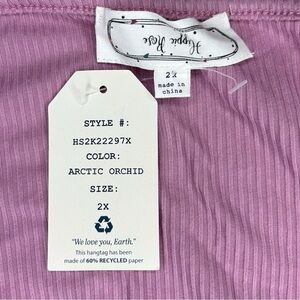 Hippie Rose
2X
made in
china
STYLE #:
HS2K22297X
COLOR:
ARCTIC ORCHID
SIZE:
2X
"We love you, Earth."
This hangtag has been
made of 60% RECYCLED paper